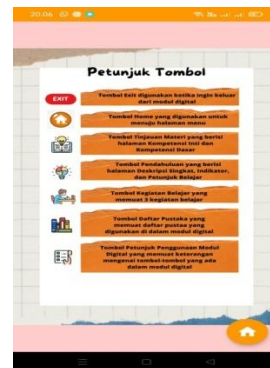 20.06
Petunjuk Tombol
EXIT
Tombol Exit digunakan ketika ingin keluar
dari modul digital
Tombol Home yang digunakan untuk
menuju halaman menu
Tombol Tinjauan Materi yang berisi
halaman Kompetensi Inti dan
Kompetensi Dasar
Tombol Pendahuluan yang berisi
halaman Deskripsi Singkat, Indikator,
dan Petunjuk Belajar
Tombol Kegiatan Belajar yang
memuat 3 kegiatan belajar
Tombol Daftar Pustaka yang
memuat daftar pustaa yang
digunakan di dalam modul digital
Tombol Petunjuk Penggunaan Modul
Digital yang memuat keterangan
mengenai tombol-tombol yang ada
dalam modul digital